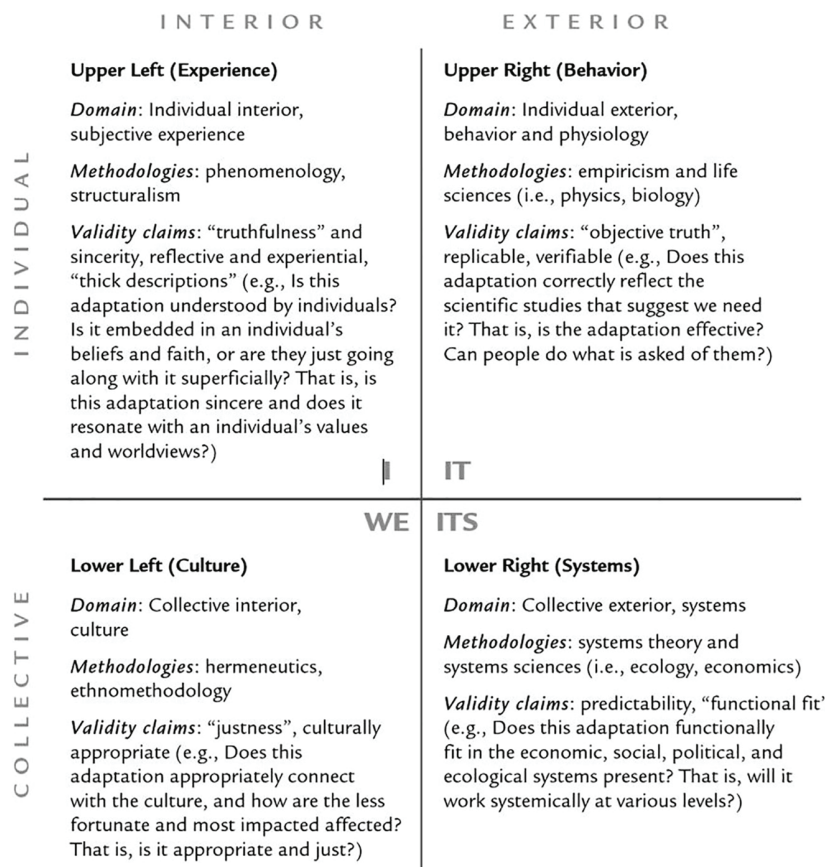 INTERIOR
EXTERIOR
INDIVIDUAL
Upper Left (Experience)
Domain: Individual interior,
subjective experience
Methodologies: phenomenology,
structuralism
Validity claims: “truthfulness” and
sincerity, reflective and experiential,
“thick descriptions” (e.g., Is this
adaptation understood by individuals?
Is it embedded in an individual’s
beliefs and faith, or are they just going
along with it superficially? That is, is
this adaptation sincere and does it
resonate with an individual’s values
and worldviews?)
I
Upper Right (Behavior)
Domain: Individual exterior,
behavior and physiology
Methodologies: empiricism and life
sciences (i.e., physics, biology)
Validity claims: “objective truth”,
replicable, verifiable (e.g., Does this
adaptation correctly reflect the
scientific studies that suggest we need
it? That is, is the adaptation effective?
Can people do what is asked of them?)
IT
COLLECTIVE
WE
Lower Left (Culture)
Domain: Collective interior,
culture
Methodologies: hermeneutics,
ethnomethodology
Validity claims: “justness”, culturally
appropriate (e.g., Does this
adaptation appropriately connect
with the culture, and how are the less
fortunate and most impacted affected?
That is, is it appropriate and just?)
ITS
Lower Right (Systems)
Domain: Collective exterior, systems
Methodologies: systems theory and
systems sciences (i.e., ecology, economics)
Validity claims: predictability, “functional fit’
(e.g., Does this adaptation functionally
fit in the economic, social, political, and
ecological systems present? That is, will it
work systemically at various levels?)